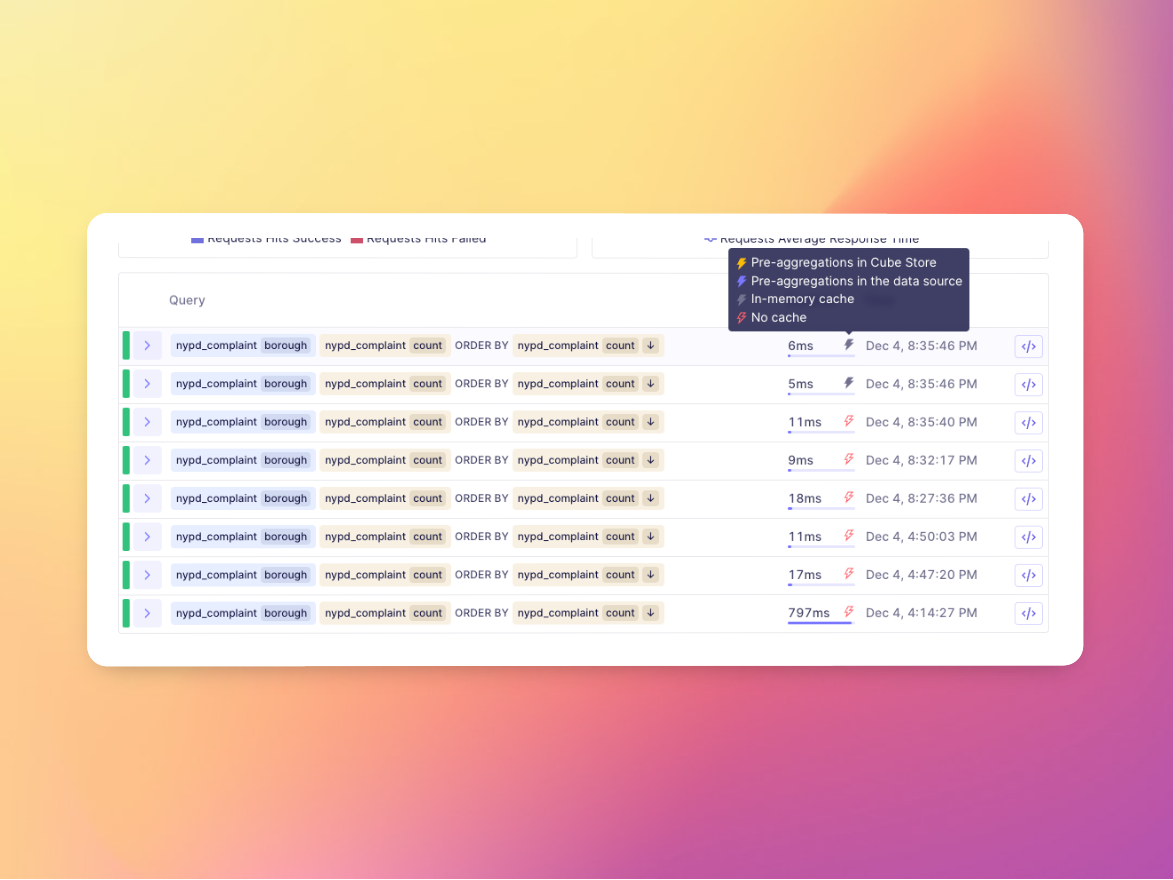 Requests Hits Success Requests Hits Failed Requests Average Response Time
Pre-aggregations in Cube Store
Pre-aggregations in the data source
In-memory cache
No cache
Query
nypd_complaint borough nypd_complaint count ORDER BY nypd_complaint count ↓ 6ms Dec 4, 8:35:46 PM </>
nypd_complaint borough nypd_complaint count ORDER BY nypd_complaint count ↓ 5ms Dec 4, 8:35:46 PM </>
nypd_complaint borough nypd_complaint count ORDER BY nypd_complaint count ↓ 11ms Dec 4, 8:35:40 PM </>
nypd_complaint borough nypd_complaint count ORDER BY nypd_complaint count ↓ 9ms Dec 4, 8:32:17 PM </>
nypd_complaint borough nypd_complaint count ORDER BY nypd_complaint count ↓ 18ms Dec 4, 8:27:36 PM </>
nypd_complaint borough nypd_complaint count ORDER BY nypd_complaint count ↓ 11ms Dec 4, 4:50:03 PM </>
nypd_complaint borough nypd_complaint count ORDER BY nypd_complaint count ↓ 17ms Dec 4, 4:47:20 PM </>
nypd_complaint borough nypd_complaint count ORDER BY nypd_complaint count ↓ 797ms Dec 4, 4:14:27 PM </>